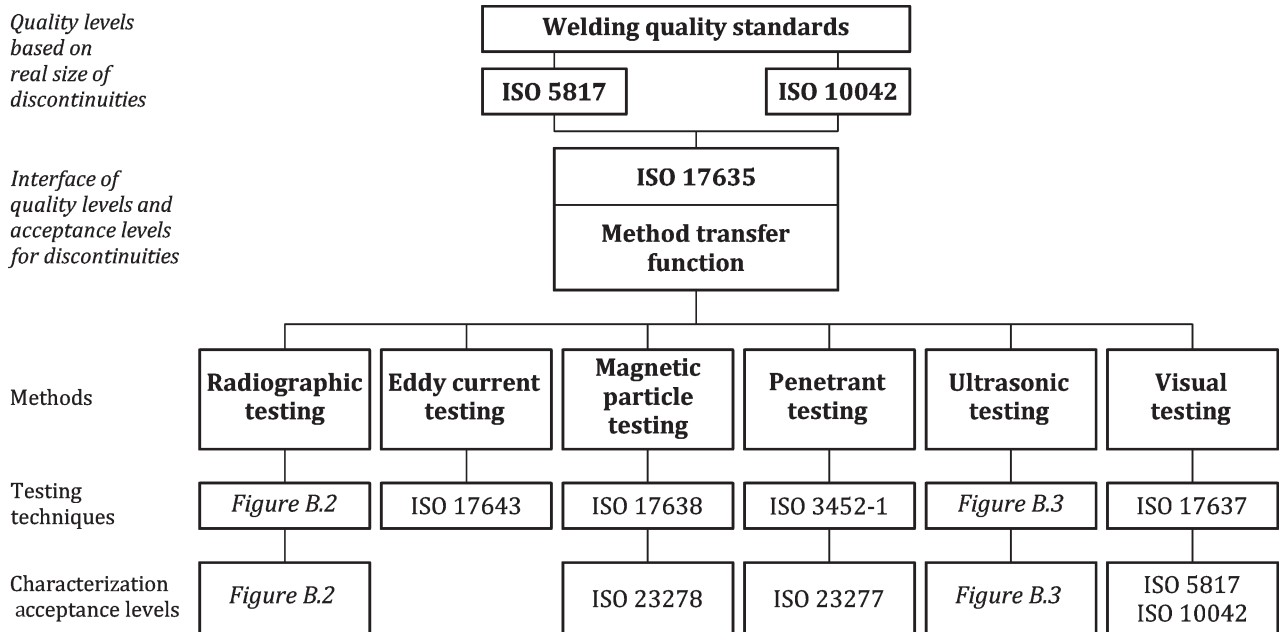 Quality levels
based on
real size of
discontinuities
Welding quality standards
ISO 5817
ISO 10042
Interface of
quality levels and
acceptance levels
for discontinuities
ISO 17635
Method transfer
function
Methods
Radiographic
testing
Eddy current
testing
Magnetic
particle
testing
Penetrant
testing
Ultrasonic
testing
Visual
testing
Testing
techniques
Figure B.2
ISO 17643
ISO 17638
ISO 3452-1
Figure B.3
ISO 17637
Characterization
acceptance levels
Figure B.2
ISO 23278
ISO 23277
Figure B.3
ISO 5817
ISO 10042